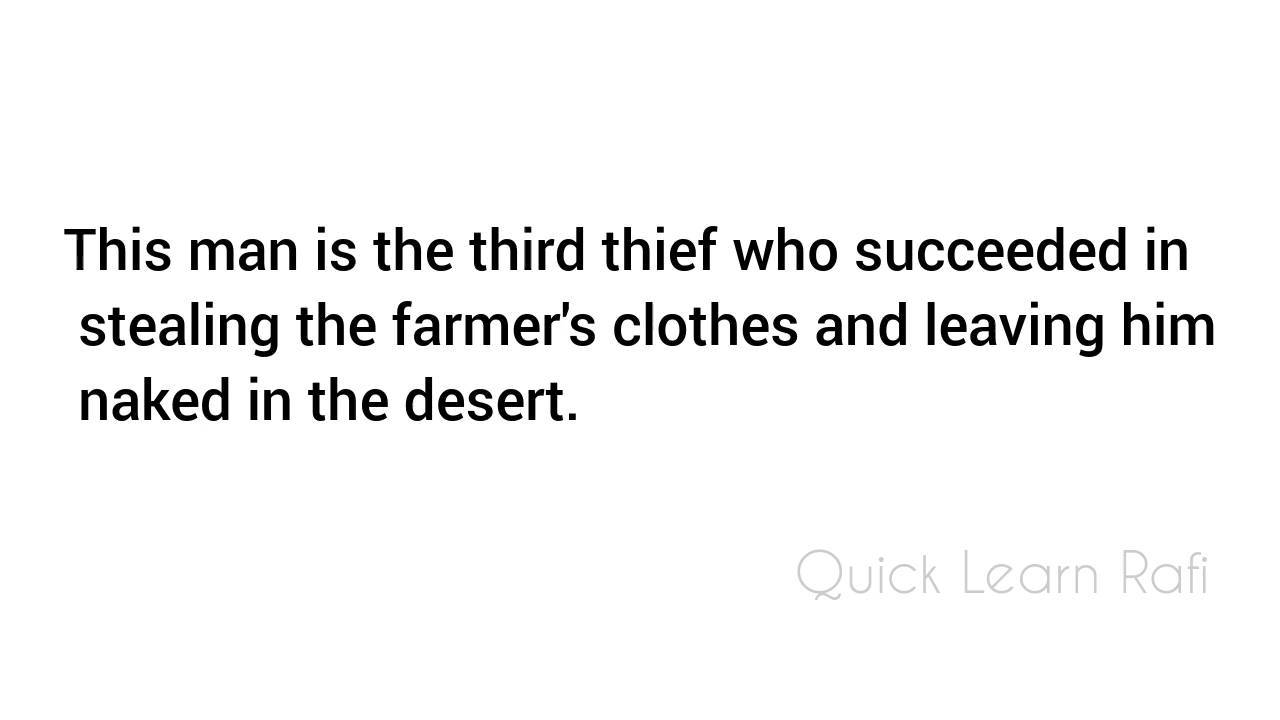 This man is the third thief who succeeded in
stealing the farmer's clothes and leaving him
naked in the desert.
Quick Learn Rafi